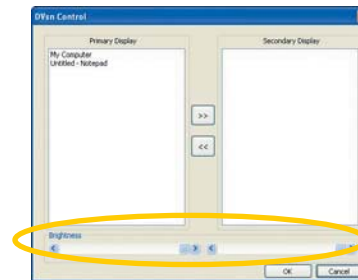 DVsn Control
Primary Display
Secondary Display
My Computer
Untitled - Notepad
>>
<<
Brightness
OK
Cancel